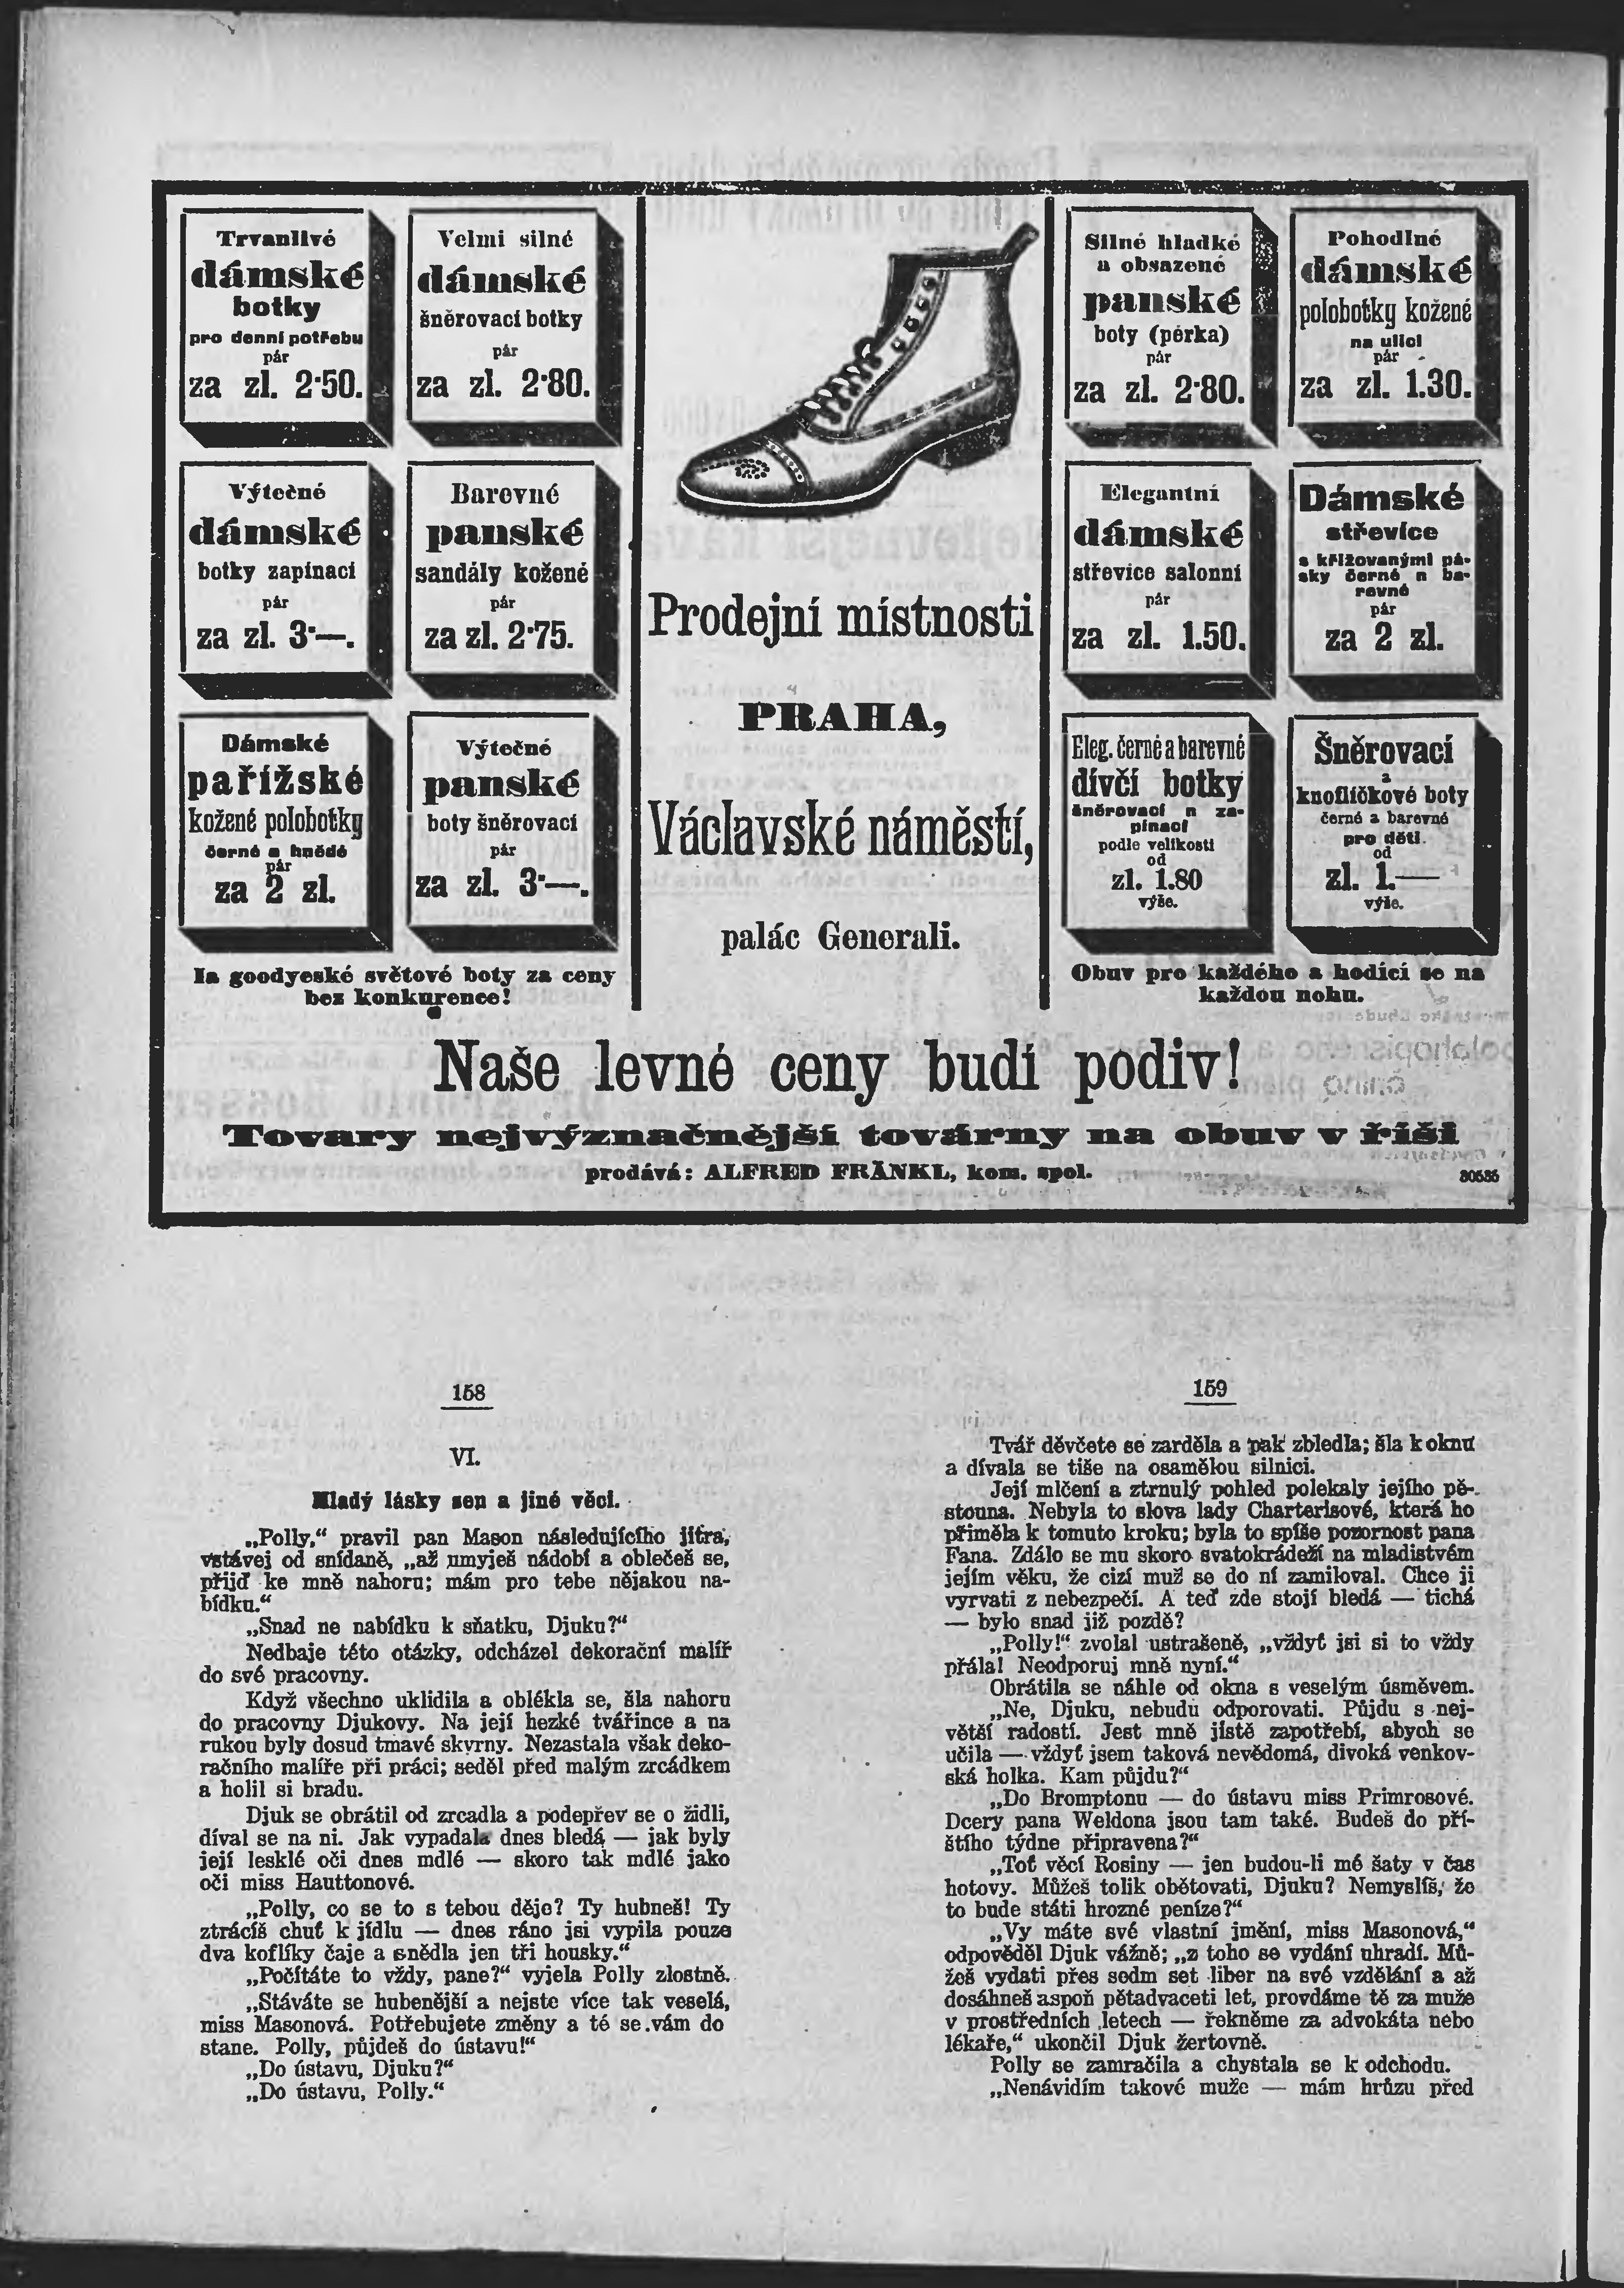 Trvanlivé
dámské
botky
pro denní potřebu
pár
za zl. 2·50.
Velmi silné
dámské
šněrovací botky
pár
za zl. 2·80.
Výtečné
dámské
botky zapínací
pár
za zl. 3·—.
Barevné
panské
sandály kožené
pár
za zl. 2·75.
Dámské
pařížské
kožené polobotky
černé a hnědé
pár
za 2 zl.
Výtečné
panské
boty šněrovací
pár
za zl. 3·—.
Ia goodyeské světové boty za ceny
bez konkurence!
Prodejní místnosti
PRAHA,
Václavské náměstí,
palác Generali.
Silné hladké
a obsazené
panské
boty (pérka)
pár
za zl. 2·80.
Pohodlné
dámské
polobotky kožené
na ulici
pár
za zl. 1.30.
Elegantní
dámské
střevíce salonní
pár
za zl. 1.50.
Dámské
střevíce
s křižovanými pá-
sky černé n ba-
revné
pár
za 2 zl.
Eleg. černé a barevné
dívčí botky
šněrovací n za-
pínací
podle velikosti
od
zl. 1.80
výše.
Šněrovací
a
knoflíčkové boty
černé a barevné
pro děti
od
zl. 1.—
výše.
Obuv pro každého a hodící se na
každou nohu.
Naše levné ceny budí podiv!
Tovary nejvýznačnější továrny na obuv v říši
prodává: ALFRED FRÄNKL, kom. spol.
30535
158
VI.
Mladý lásky sen a jiné věci.
„Polly,“ pravil pan Mason následujícího jitra,
vstávej od snídaně, „až umyješ nádobí a oblečeš se,
přijď ke mně nahoru; mám pro tebe nějakou na-
bídku.“
„Snad ne nabídku k sňatku, Djuku?“
Nedbaje této otázky, odcházel dekorační malíř
do své pracovny.
Když všechno uklidila a oblékla se, šla nahoru
do pracovny Djukovy. Na její hezké tvářince a na
rukou byly dosud tmavé skvrny. Nezastala však deko-
račního malíře při práci; seděl před malým zrcádkem
a holil si bradu.
Djuk se obrátil od zrcadla a podepřev se o židli,
díval se na ni. Jak vypadala dnes bledá — jak byly
její lesklé oči dnes mdlé — skoro tak mdlé jako
oči miss Hauttonové.
„Polly, co se to s tebou děje? Ty hubneš! Ty
ztrácíš chuť k jídlu — dnes ráno jsi vypila pouze
dva koflíky čaje a snědla jen tři housky.“
„Počítáte to vždy, pane?“ vyjela Polly zlostně.
„Stáváte se hubenější a nejste více tak veselá,
miss Masonová. Potřebujete změny a té se vám do
stane. Polly, půjdeš do ústavu!“
„Do ústavu, Djuku?“
„Do ústavu, Polly.“
159
Tvář děvčete se zarděla a pak zbledla; šla k oknu
a dívala se tiše na osamělou silnici.
Její mlčení a ztrnulý pohled polekaly jejího pě-
stouna. Nebyla to slova lady Charterisové, která ho
přiměla k tomuto kroku; byla to spíše pozornost pana
Fana. Zdálo se mu skoro svatokrádeží na mladistvém
jejím věku, že cizí muž se do ní zamiloval. Chce ji
vyrvati z nebezpečí. A teď zde stojí bledá — tichá
— bylo snad již pozdě?
„Polly!“ zvolal ustrašeně, „vždyť jsi si to vždy
přála! Neodporuj mně nyní.“
Obrátila se náhle od okna s veselým úsměvem.
„Ne, Djuku, nebudu odporovati. Půjdu s nej-
větší radostí. Jest mně jistě zapotřebí, abych se
učila — vždyť jsem taková nevědomá, divoká venkov-
ská holka. Kam půjdu?“
„Do Bromptonu — do ústavu miss Primrosové.
Dcery pana Weldona jsou tam také. Budeš do pří-
štího týdne připravena?“
„Toť věcí Rosiny — jen budou-li mé šaty v čas
hotovy. Můžeš tolik obětovati, Djuku? Nemyslíš, že
to bude státi hrozné peníze?“
„Vy máte své vlastní jmění, miss Masonová,“
odpověděl Djuk vážně; „z toho se vydání uhradí. Mů-
žeš vydati přes sedm set liber na své vzdělání a až
dosáhneš aspoň pětadvaceti let, provdáme tě za muže
v prostředních letech — řekněme za advokáta nebo
lékaře,“ ukončil Djuk žertovně.
Polly se zamračila a chystala se k odchodu.
„Nenávidím takové muže — mám hrůzu před